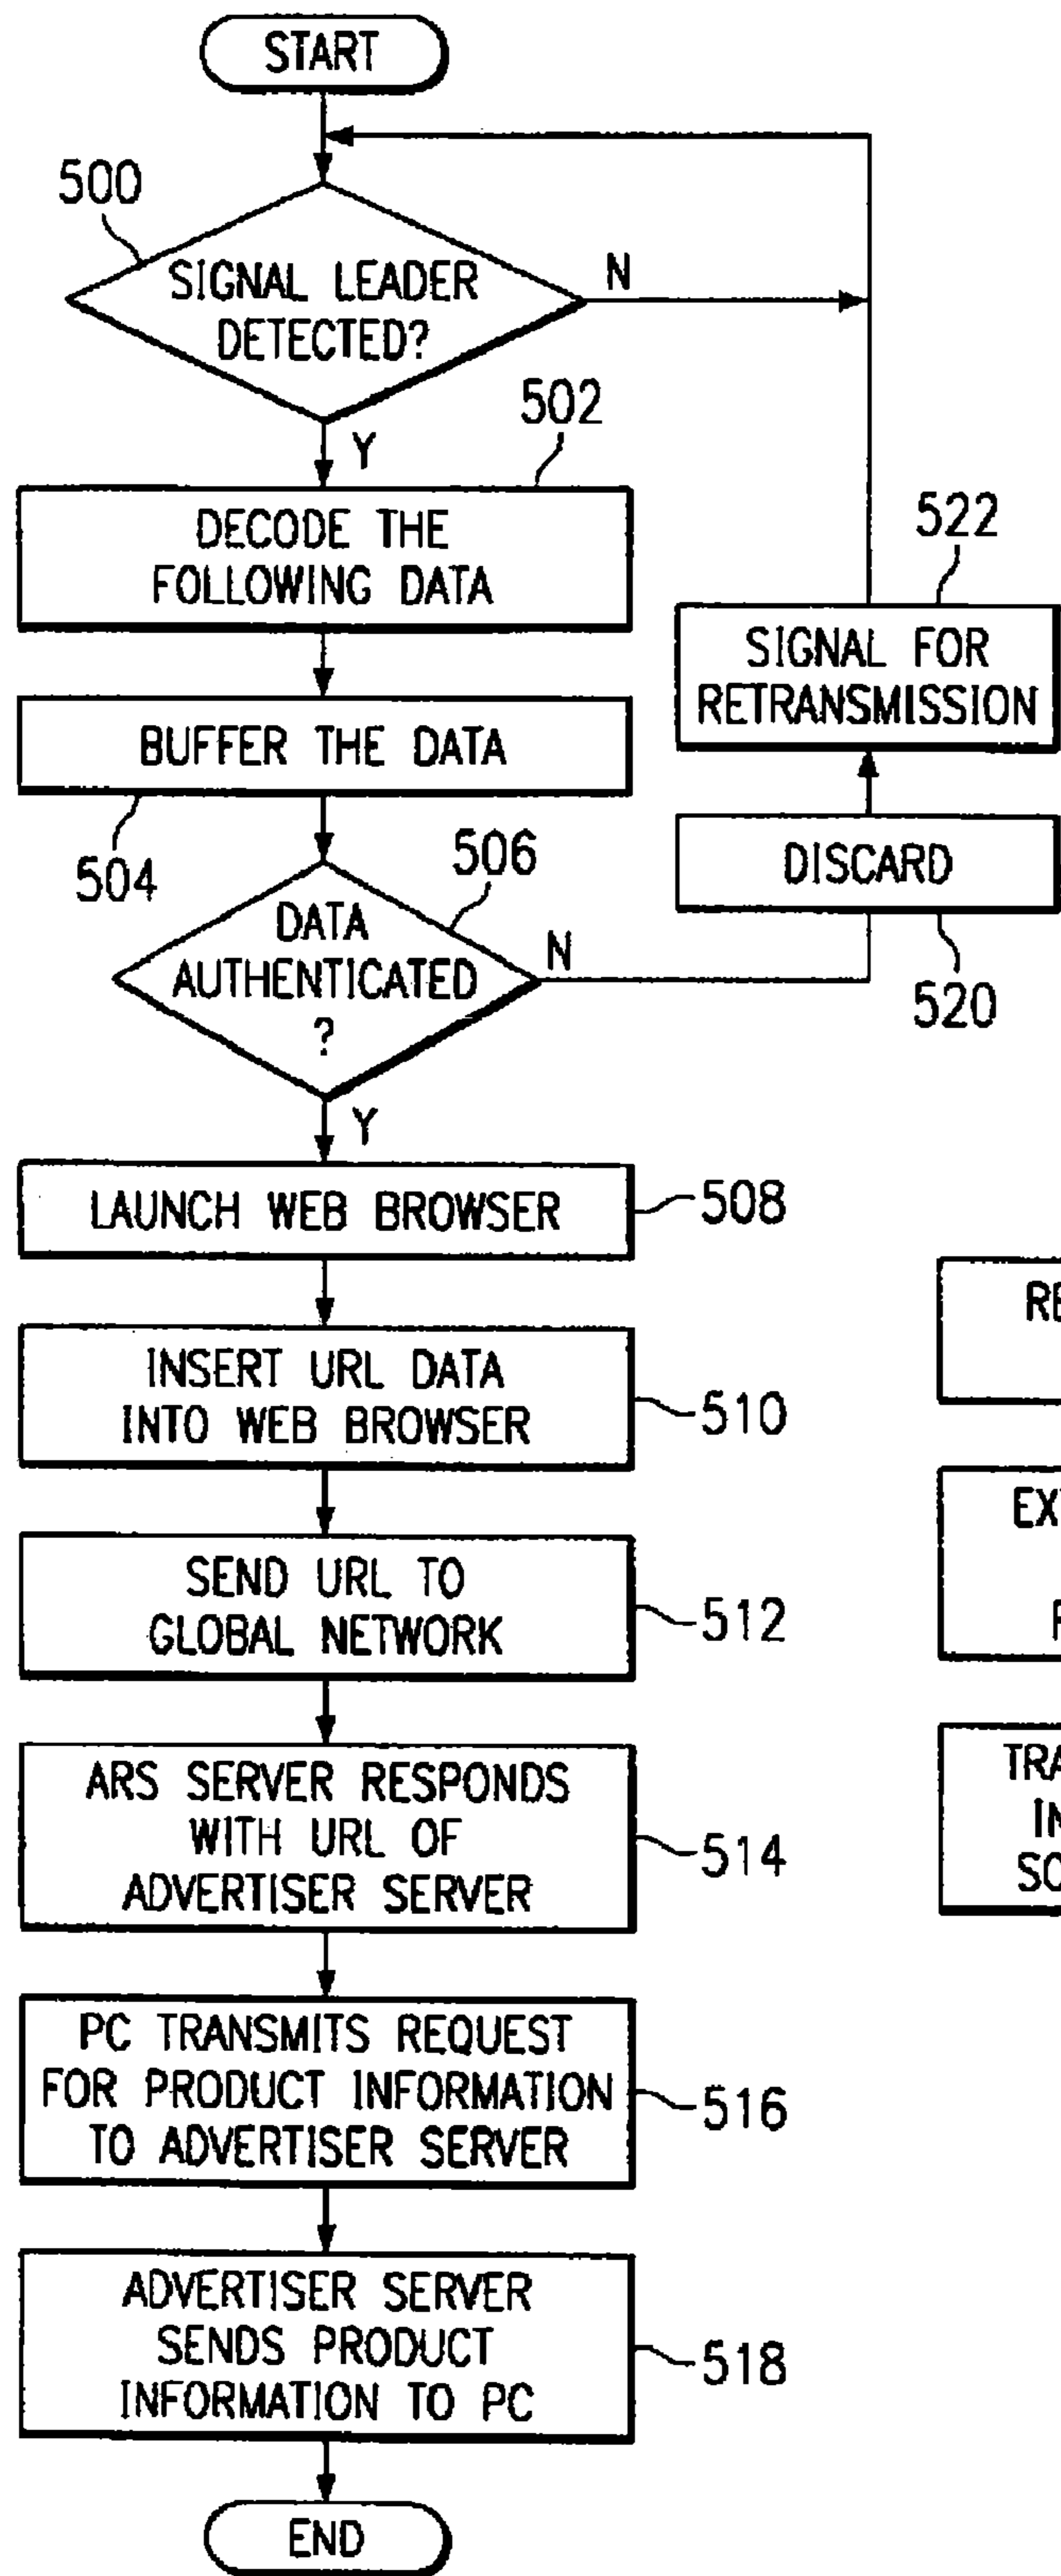 START
500
SIGNAL LEADER
DETECTED?
N
Y
502
DECODE THE
FOLLOWING DATA
522
SIGNAL FOR
RETRANSMISSION
BUFFER THE DATA
504
DISCARD
520
506
DATA
AUTHENTICATED
?
N
Y
LAUNCH WEB BROWSER
508
INSERT URL DATA
INTO WEB BROWSER
510
SEND URL TO
GLOBAL NETWORK
512
ARS SERVER RESPONDS
WITH URL OF
ADVERTISER SERVER
514
PC TRANSMITS REQUEST
FOR PRODUCT INFORMATION
TO ADVERTISER SERVER
516
ADVERTISER SERVER
SENDS PRODUCT
INFORMATION TO PC
518
END